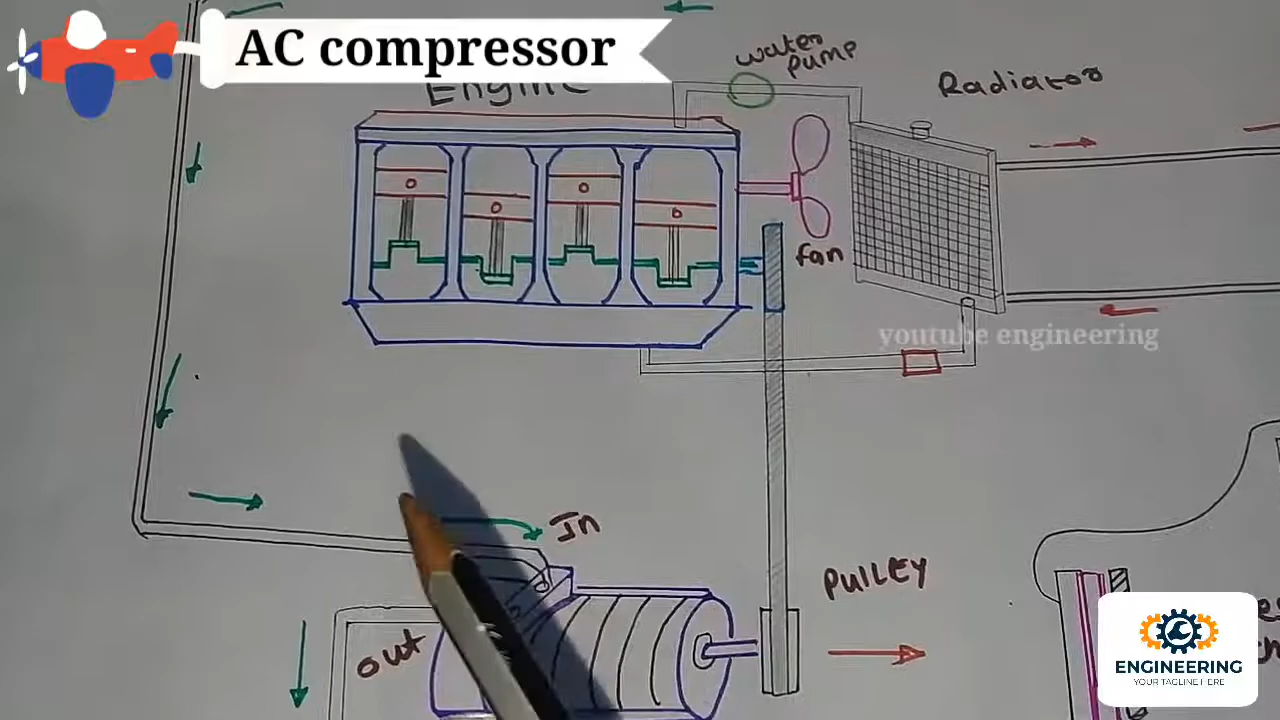 AC compressor
Engine
water
pump
Radiator
fan
youtube engineering
In
PULLEY
out
ENGINEERING
YOUR TAGLINE HERE